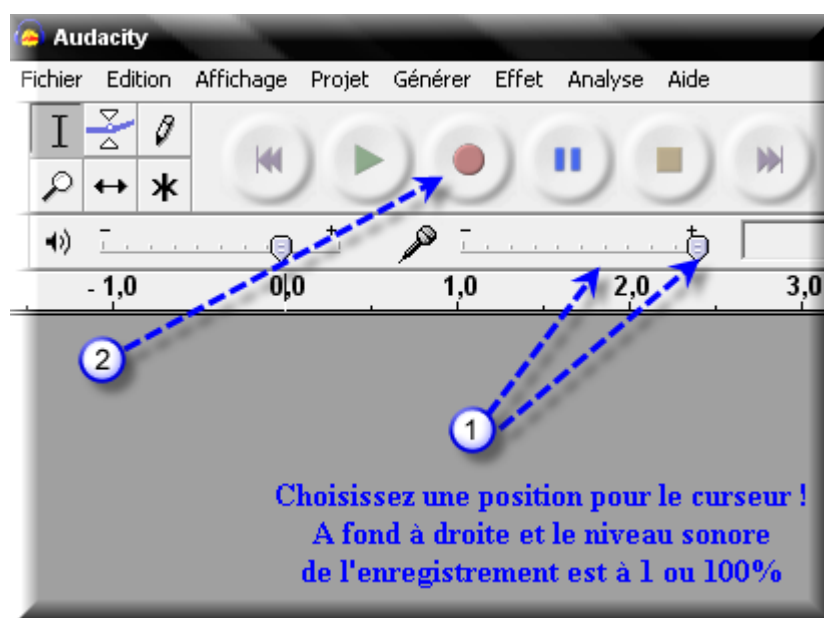 Audacity
Fichier Edition Affichage Projet Générer Effet Analyse Aide
- + - +
- 1,0 0,0 1,0 2,0 3,0
2
1
Choisissez une position pour le curseur !
A fond à droite et le niveau sonore
de l'enregistrement est à 1 ou 100%